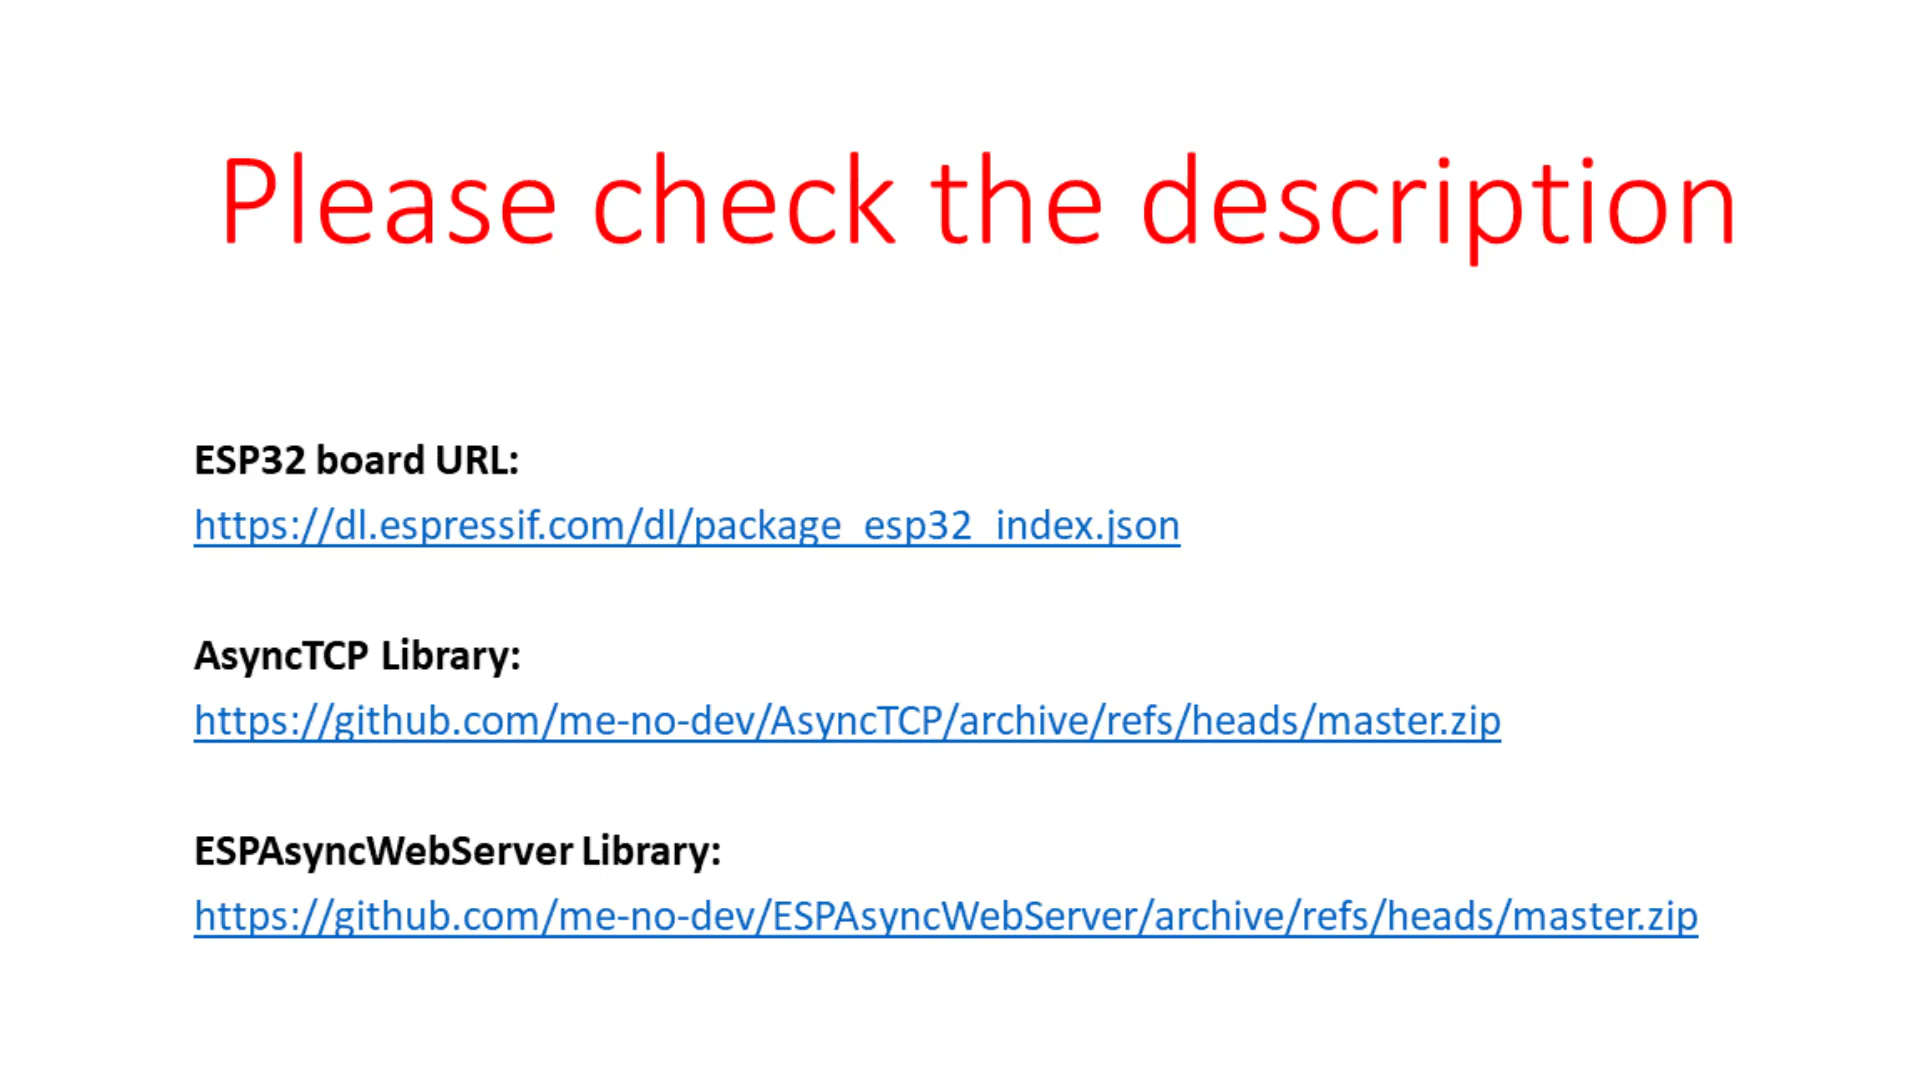 Please check the description
ESP32 board URL:
https://dl.espressif.com/dl/package_esp32_index.json
AsyncTCP Library:
https://github.com/me-no-dev/AsyncTCP/archive/refs/heads/master.zip
ESPAsyncWebServer Library:
https://github.com/me-no-dev/ESPAsyncWebServer/archive/refs/heads/master.zip